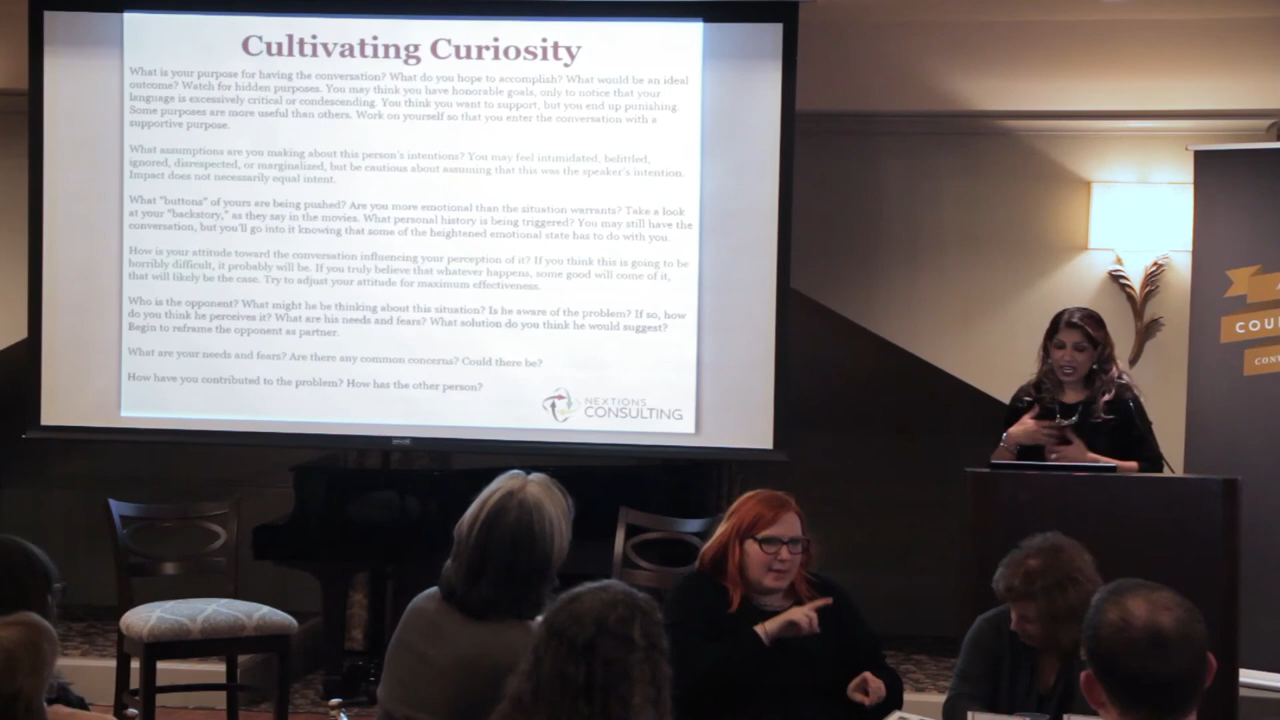 Cultivating Curiosity
What is your purpose for having the conversation? What do you hope to accomplish? What would be an ideal
outcome? Watch for hidden purposes. You may think you have honorable goals, only to notice that your
language is excessively critical or condescending. You think you want to support, but you end up punishing.
Some purposes are more useful than others. Work on yourself so that you enter the conversation with a
supportive purpose.
What assumptions are you making about this person's intentions? You may feel intimidated, belittled,
ignored, disrespected, or marginalized, but be cautious about assuming that this was the speaker's intention.
Impact does not necessarily equal intent.
What "buttons" of yours are being pushed? Are you more emotional than the situation warrants? Take a look
at your "backstory," as they say in the movies. What personal history is being triggered? You may still have the
conversation, but you'll go into it knowing that some of the heightened emotional state has to do with you.
How is your attitude toward the conversation influencing your perception of it? If you think this is going to be
horribly difficult, it probably will be. If you truly believe that whatever happens, some good will come of it,
that will likely be the case. Try to adjust your attitude for maximum effectiveness.
Who is the opponent? What might he be thinking about this situation? Is he aware of the problem? If so, how
do you think he perceives it? What are his needs and fears? What solution do you think he would suggest?
Begin to reframe the opponent as partner.
What are your needs and fears? Are there any common concerns? Could there be?
How have you contributed to the problem? How has the other person?
NEXTIONS
CONSULTING
COU
CON